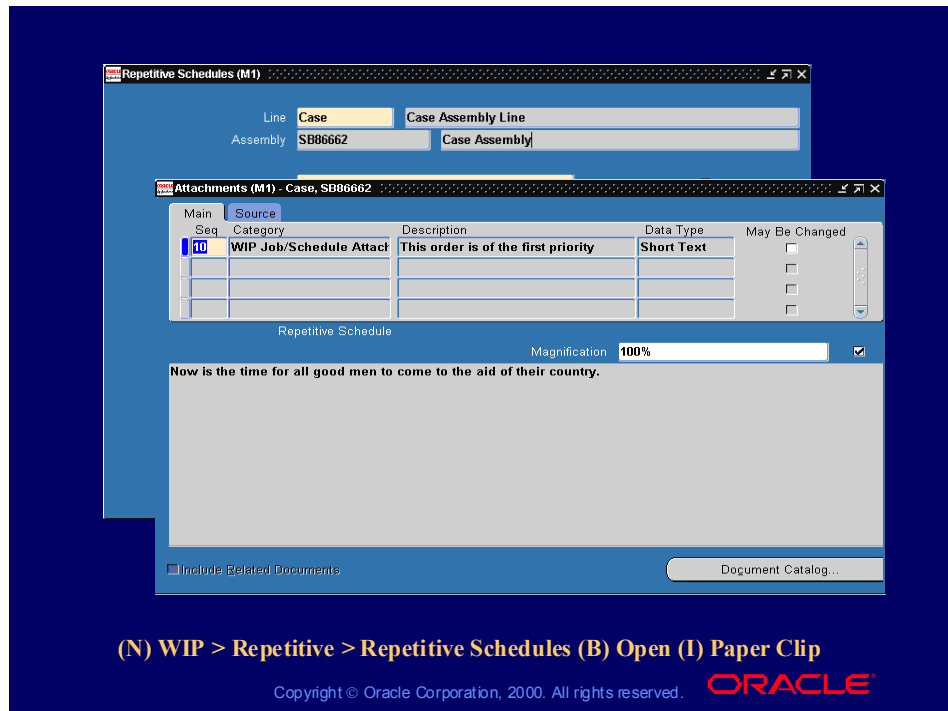 Repetitive Schedules (M1)
Line Case Case Assembly Line
Assembly SB86662 Case Assembly
Attachments (M1) - Case, SB86662
Main Source
Seq Category Description Data Type May Be Changed
10 WIP Job/Schedule Attach This order is of the first priority Short Text
Repetitive Schedule
Magnification 100%
Now is the time for all good men to come to the aid of their country.
Include Related Documents Document Catalog...
(N) WIP > Repetitive > Repetitive Schedules (B) Open (I) Paper Clip
Copyright © Oracle Corporation, 2000. All rights reserved. ORACLE®